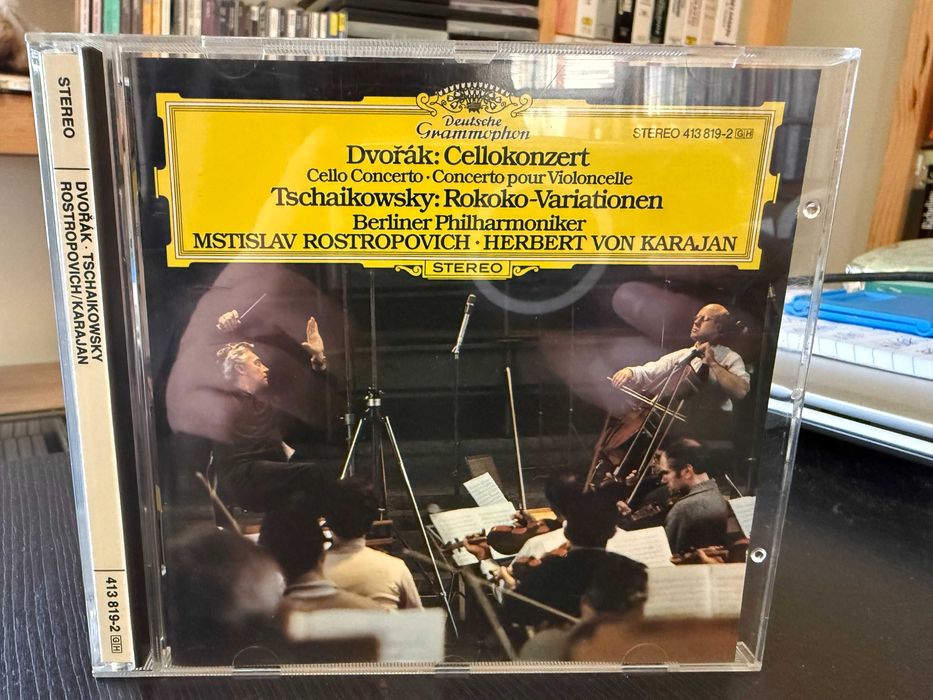 STEREO
DVOŘÁK · TSCHAIKOWSKY
ROSTROPOVICH/KARAJAN
413 819-2 GH
Deutsche
Grammophon
STEREO 413 819-2 GH
Dvořák: Cellokonzert
Cello Concerto · Concerto pour Violoncelle
Tschaikowsky: Rokoko-Variationen
Berliner Philharmoniker
MSTISLAV ROSTROPOVICH · HERBERT VON KARAJAN
STEREO